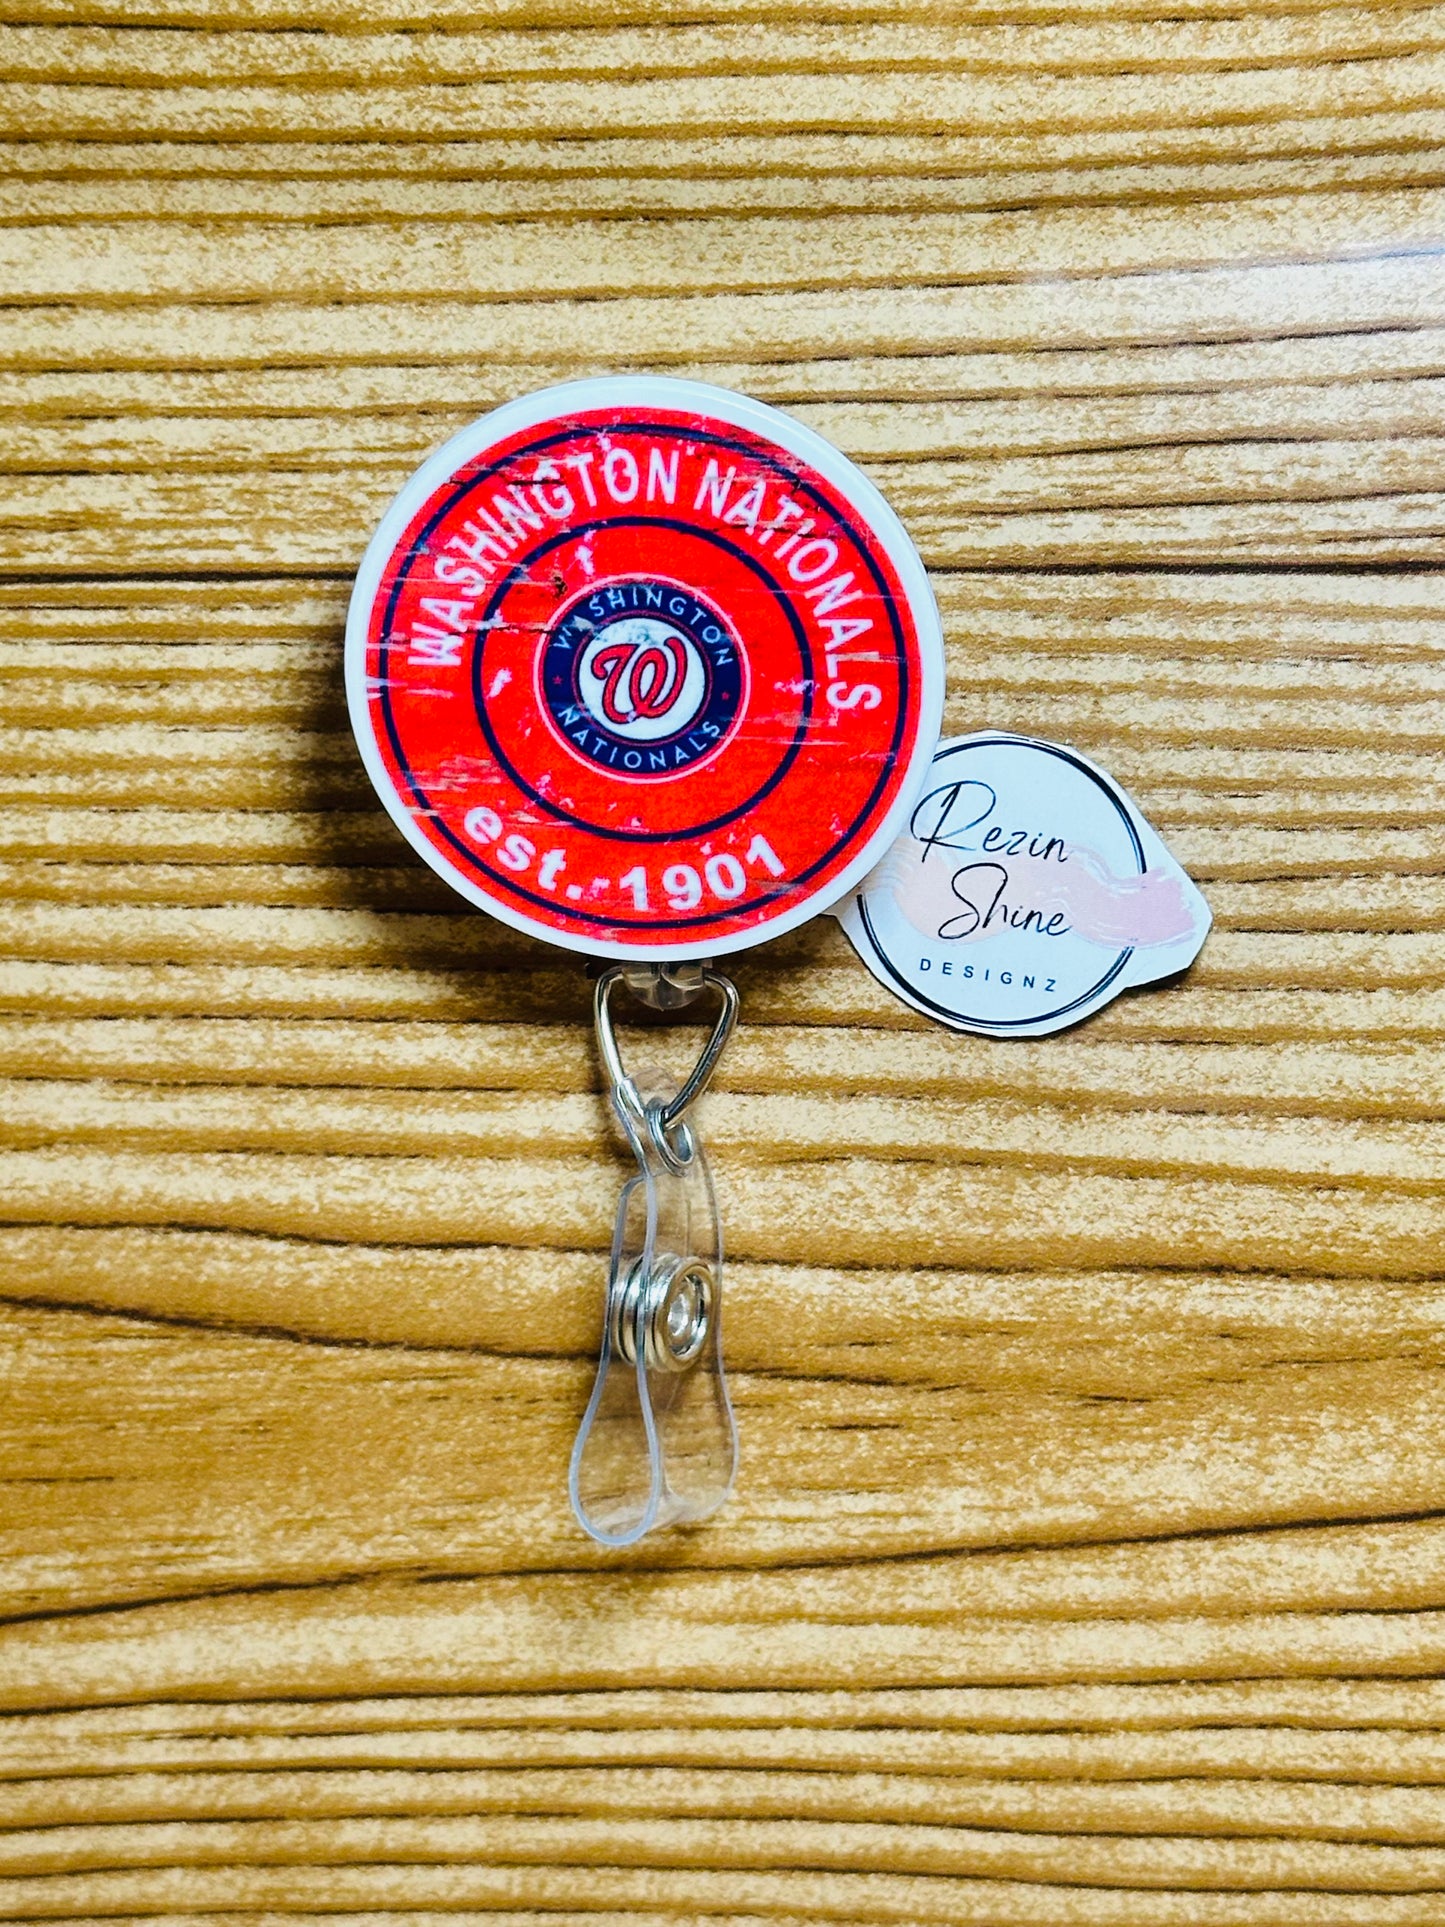 WASHINGTON NATIONALS
WASHINGTON
W
NATIONALS
est. 1901
Rezin
Shine
DESIGNZ